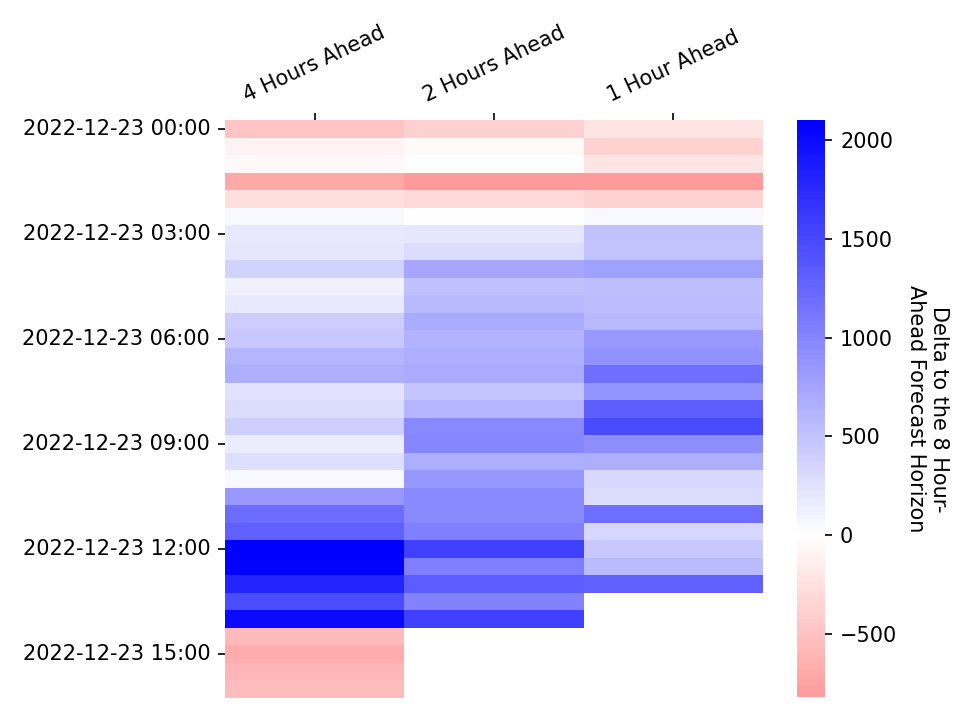 4 Hours Ahead
2 Hours Ahead
1 Hour Ahead
2022-12-23 00:00
2022-12-23 03:00
2022-12-23 06:00
2022-12-23 09:00
2022-12-23 12:00
2022-12-23 15:00
2000
1500
1000
500
0
−500
Delta to the 8 Hour-
Ahead Forecast Horizon